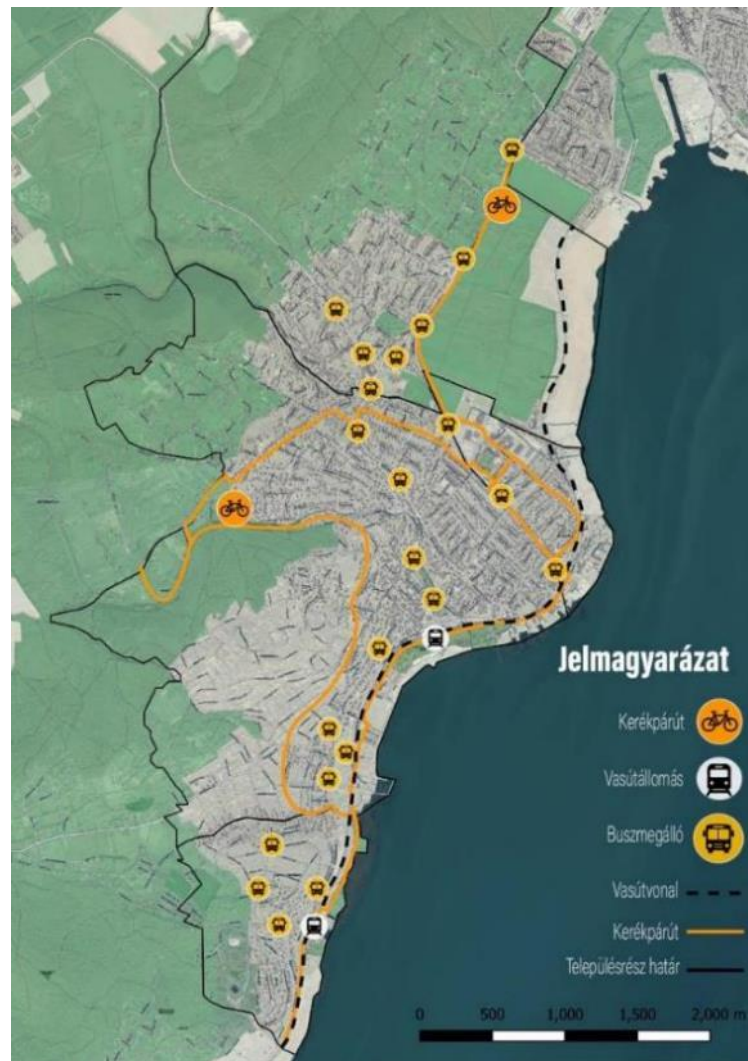 Jelmagyarázat
Kerékpárút
Vasútállomás
Buszmegálló
Vasútvonal
Kerékpárút
Településrész határ
0 500 1,000 1,500 2,000 m